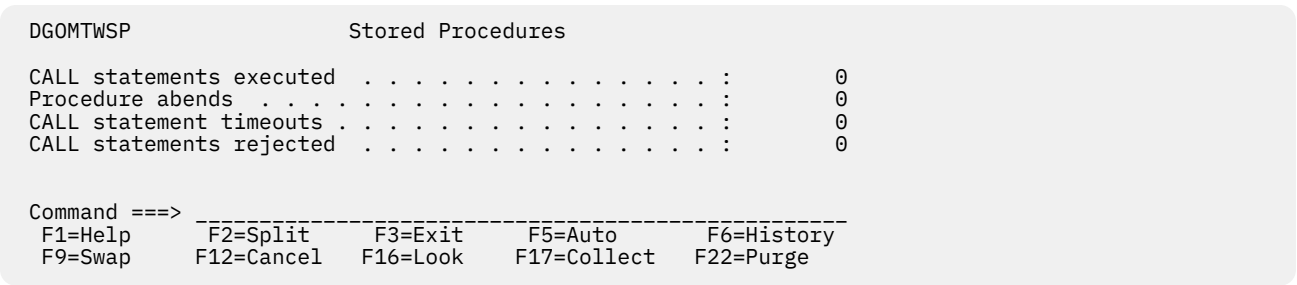 DGOMTWSP                 Stored Procedures
CALL statements executed  . . . . . . . . . . . . . . :        0
Procedure abends  . . . . . . . . . . . . . . . . . . :        0
CALL statement timeouts . . . . . . . . . . . . . . . :        0
CALL statements rejected  . . . . . . . . . . . . . . :        0
Command ===> ___________________________________________________
F1=Help      F2=Split     F3=Exit     F5=Auto       F6=History
F9=Swap     F12=Cancel   F16=Look    F17=Collect   F22=Purge